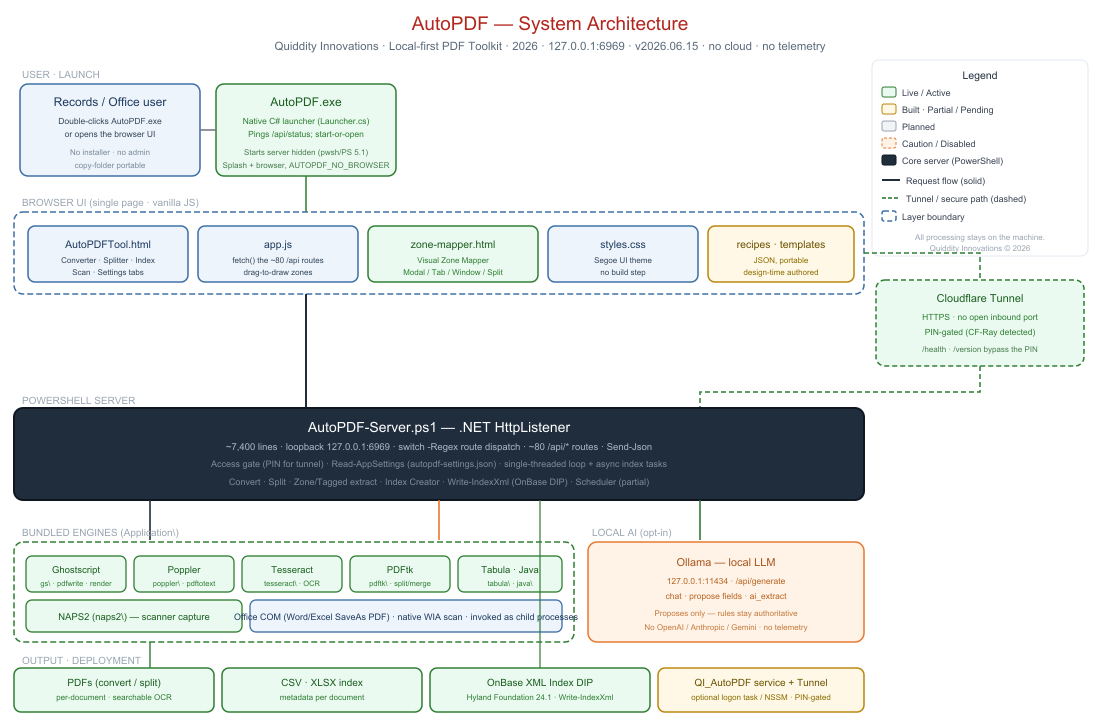 AutoPDF — System Architecture
Quiddity Innovations · Local-first PDF Toolkit · 2026 · 127.0.0.1:6969 · v2026.06.15 · no cloud · no telemetry
USER · LAUNCH
Records / Office user
Double-clicks AutoPDF.exe
or opens the browser UI
No installer · no admin
copy-folder portable
AutoPDF.exe
Native C# launcher (Launcher.cs)
Pings /api/status; start-or-open
Starts server hidden (pwsh/PS 5.1)
Splash + browser, AUTOPDF_NO_BROWSER
Legend
Live / Active
Built · Partial / Pending
Planned
Caution / Disabled
Core server (PowerShell)
Request flow (solid)
Tunnel / secure path (dashed)
Layer boundary
All processing stays on the machine.
Quiddity Innovations © 2026
BROWSER UI (single page · vanilla JS)
AutoPDFTool.html
Converter · Splitter · Index
Scan · Settings tabs
app.js
fetch() the ~80 /api routes
drag-to-draw zones
zone-mapper.html
Visual Zone Mapper
Modal / Tab / Window / Split
styles.css
Segoe UI theme
no build step
recipes · templates
JSON, portable
design-time authored
Cloudflare Tunnel
HTTPS · no open inbound port
PIN-gated (CF-Ray detected)
/health · /version bypass the PIN
POWERSHELL SERVER
AutoPDF-Server.ps1 — .NET HttpListener
~7,400 lines · loopback 127.0.0.1:6969 · switch -Regex route dispatch · ~80 /api/* routes · Send-Json
Access gate (PIN for tunnel) · Read-AppSettings (autopdf-settings.json) · single-threaded loop + async index tasks
Convert · Split · Zone/Tagged extract · Index Creator · Write-IndexXml (OnBase DIP) · Scheduler (partial)
BUNDLED ENGINES (Application\)
Ghostscript
gs\ · pdfwrite · render
Poppler
poppler\ · pdftotext
Tesseract
tesseract\ · OCR
PDFtk
pdftk\ · split/merge
Tabula · Java
tabula\ · java\
NAPS2 (naps2\) — scanner capture
Office COM (Word/Excel SaveAs PDF) · native WIA scan · invoked as child processes
LOCAL AI (opt-in)
Ollama — local LLM
127.0.0.1:11434 · /api/generate
chat · propose fields · ai_extract
Proposes only — rules stay authoritative
No OpenAI / Anthropic / Gemini · no telemetry
OUTPUT · DEPLOYMENT
PDFs (convert / split)
per-document · searchable OCR
CSV · XLSX index
metadata per document
OnBase XML Index DIP
Hyland Foundation 24.1 · Write-IndexXml
QI_AutoPDF service + Tunnel
optional logon task / NSSM · PIN-gated